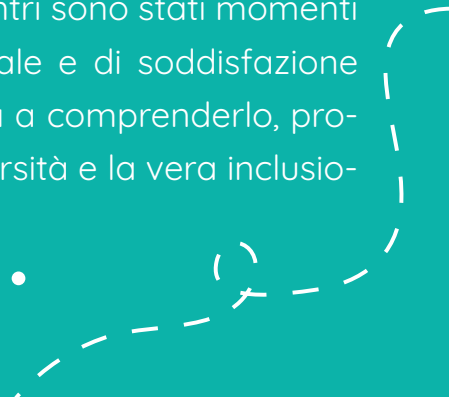 ntri sono stati momenti
ale e di soddisfazione
a comprenderlo, pro-
rsità e la vera inclusio-